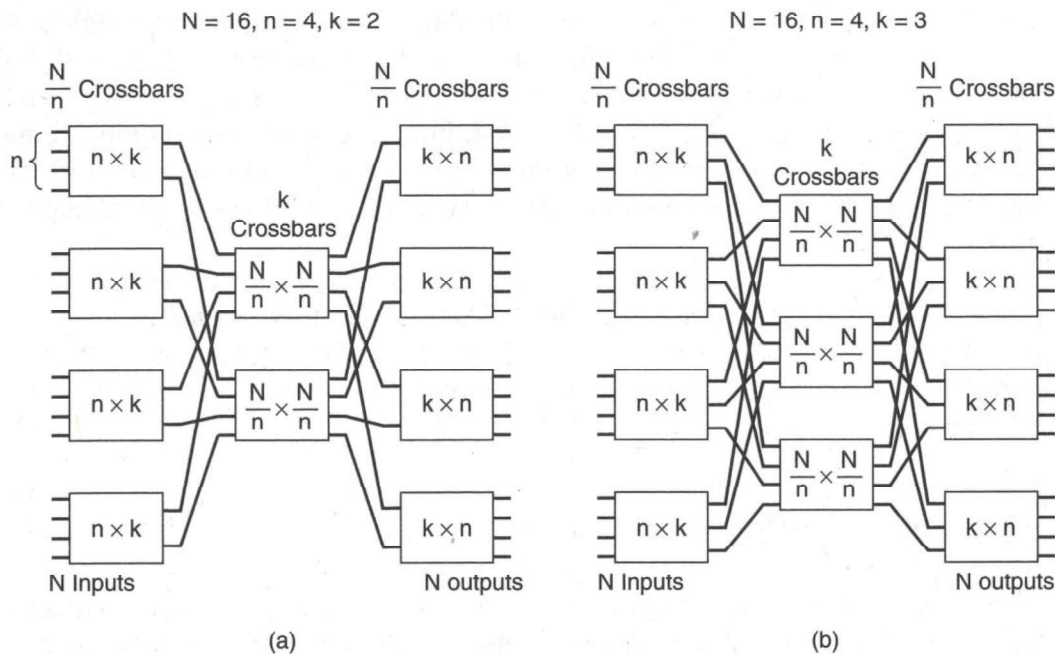 N = 16, n = 4, k = 2
N/n Crossbars
N/n Crossbars
n
n × k
k × n
k
Crossbars
n × k
N/n × N/n
k × n
n × k
N/n × N/n
k × n
n × k
k × n
N Inputs
N outputs
(a)
N = 16, n = 4, k = 3
N/n Crossbars
N/n Crossbars
n × k
k × n
k
Crossbars
N/n × N/n
n × k
k × n
N/n × N/n
n × k
k × n
N/n × N/n
n × k
k × n
N Inputs
N outputs
(b)